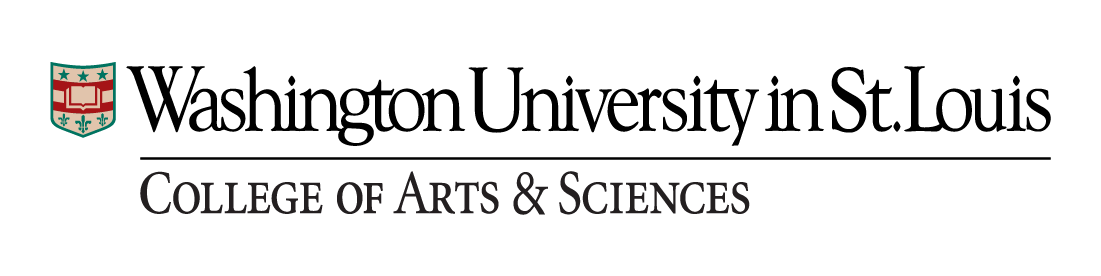 Washington University in St. Louis
College of Arts & Sciences